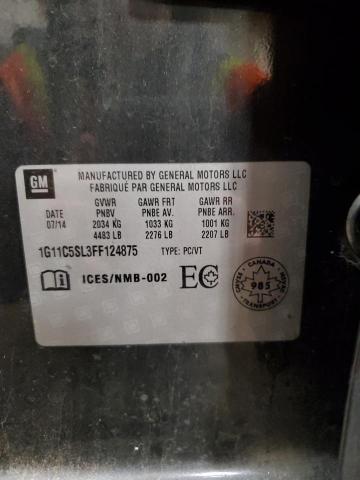 GM
MANUFACTURED BY GENERAL MOTORS LLC
FABRIQUÉ PAR GENERAL MOTORS LLC
GVWR GAWR FRT GAWR RR
DATE PNBV PNBE AV. PNBE ARR.
07/14 2034 KG 1033 KG 1001 KG
4483 LB 2276 LB 2207 LB
1G11C5SL3FF124875 TYPE: PC/VT
ICES/NMB-002 EC
CANADA
985
TRANSPORT